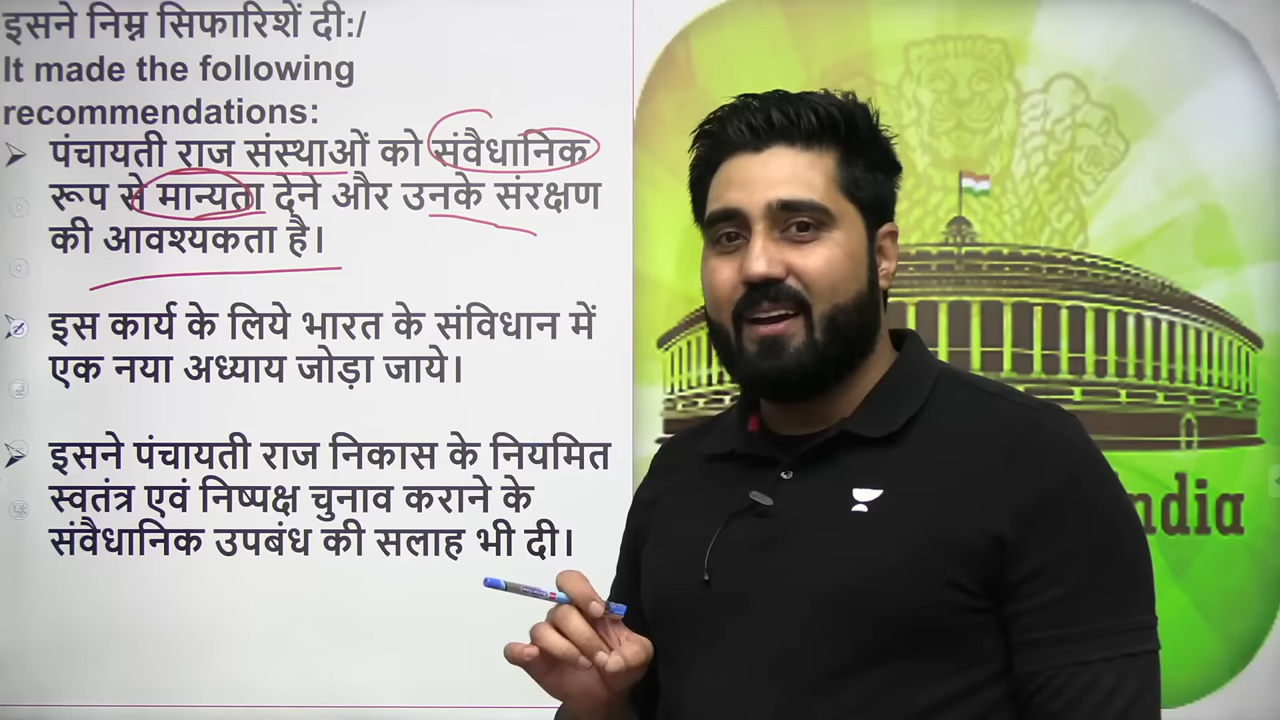 इसने निम्न सिफारिशें दी:/
It made the following
recommendations:
पंचायती राज संस्थाओं को संवैधानिक
रूप से मान्यता देने और उनके संरक्षण
की आवश्यकता है।
इस कार्य के लिये भारत के संविधान में
एक नया अध्याय जोड़ा जाये।
इसने पंचायती राज निकास के नियमित
स्वतंत्र एवं निष्पक्ष चुनाव कराने के
संवैधानिक उपबंध की सलाह भी दी।
ndia